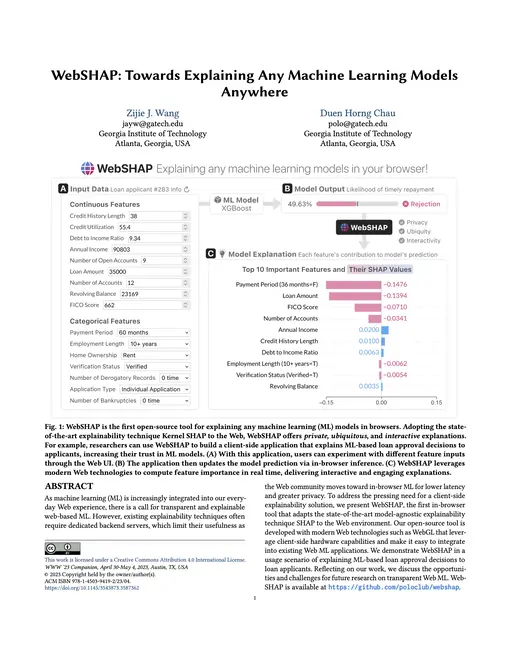 WebSHAP: Towards Explaining Any Machine Learning Models
Anywhere
Zijie J. Wang
jayw@gatech.edu
Georgia Institute of Technology
Atlanta, Georgia, USA
Duen Horng Chau
polo@gatech.edu
Georgia Institute of Technology
Atlanta, Georgia, USA
WebSHAP Explaining any machine learning models in your browser!
A Input Data Loan applicant #283 info
Continuous Features
Credit History Length 38
Credit Utilization 55.4
Debt to Income Ratio 9.34
Annual Income 90803
Number of Open Accounts 9
Loan Amount 35000
Number of Accounts 12
Revolving Balance 23169
FICO Score 662
Categorical Features
Payment Period 60 months
Employment Length 10+ years
Home Ownership Rent
Verification Status Verified
Number of Derogatory Records 0 time
Application Type Individual Application
Number of Bankruptcies 0 time
ML Model
XGBoost
B Model Output Likelihood of timely repayment
49.63% Rejection
WebSHAP
Privacy
Ubiquity
Interactivity
C Model Explanation Each feature's contribution to model's prediction
Top 10 Important Features and Their SHAP Values
Payment Period (36 months+F) −0.1476
Loan Amount −0.1394
FICO Score −0.0710
Number of Accounts −0.0341
Annual Income 0.0200
Credit History Length 0.0100
Debt to Income Ratio 0.0063
Employment Length (10+ years+T) −0.0062
Verification Status (Verified+T) −0.0054
Revolving Balance 0.0035
−0.15 0.00 0.15
Fig. 1: WebSHAP is the first open-source tool for explaining any machine learning (ML) models in browsers. Adopting the state-
of-the-art explainability technique Kernel SHAP to the Web, WebSHAP offers private, ubiquitous, and interactive explanations.
For example, researchers can use WebSHAP to build a client-side application that explains ML-based loan approval decisions to
applicants, increasing their trust in ML models. (A) With this application, users can experiment with different feature inputs
through the Web UI. (B) The application then updates the model prediction via in-browser inference. (C) WebSHAP leverages
modern Web technologies to compute feature importance in real time, delivering interactive and engaging explanations.
ABSTRACT
As machine learning (ML) is increasingly integrated into our every-
day Web experience, there is a call for transparent and explainable
web-based ML. However, existing explainability techniques often
require dedicated backend servers, which limit their usefulness as
This work is licensed under a Creative Commons Attribution 4.0 International License.
WWW '23 Companion, April 30-May 4, 2023, Austin, TX, USA
© 2023 Copyright held by the owner/author(s).
ACM ISBN 978-1-4503-9419-2/23/04.
https://doi.org/10.1145/3543873.3587362
the Web community moves toward in-browser ML for lower latency
and greater privacy. To address the pressing need for a client-side
explainability solution, we present WebSHAP, the first in-browser
tool that adapts the state-of-the-art model-agnostic explainability
technique SHAP to the Web environment. Our open-source tool is
developed with modern Web technologies such as WebGL that lev-
erage client-side hardware capabilities and make it easy to integrate
into existing Web ML applications. We demonstrate WebSHAP in
a usage scenario of explaining ML-based loan approval decisions to
loan applicants. Reflecting on our work, we discuss the opportuni-
ties and challenges for future research on transparent Web ML. Web-
SHAP is available at https://github.com/poloclub/webshap.
1